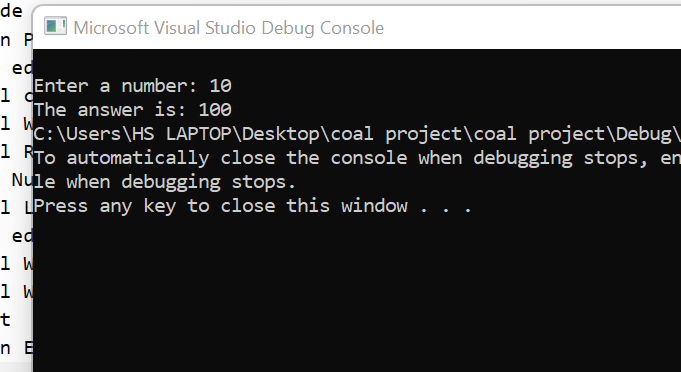 Microsoft Visual Studio Debug Console
Enter a number: 10
The answer is: 100
C:\Users\HS LAPTOP\Desktop\coal project\coal project\Debug\
To automatically close the console when debugging stops, en
le when debugging stops.
Press any key to close this window . . .
de
n P
ed
l c
l W
l R
Nu
l L
ed
l W
l W
t
n E